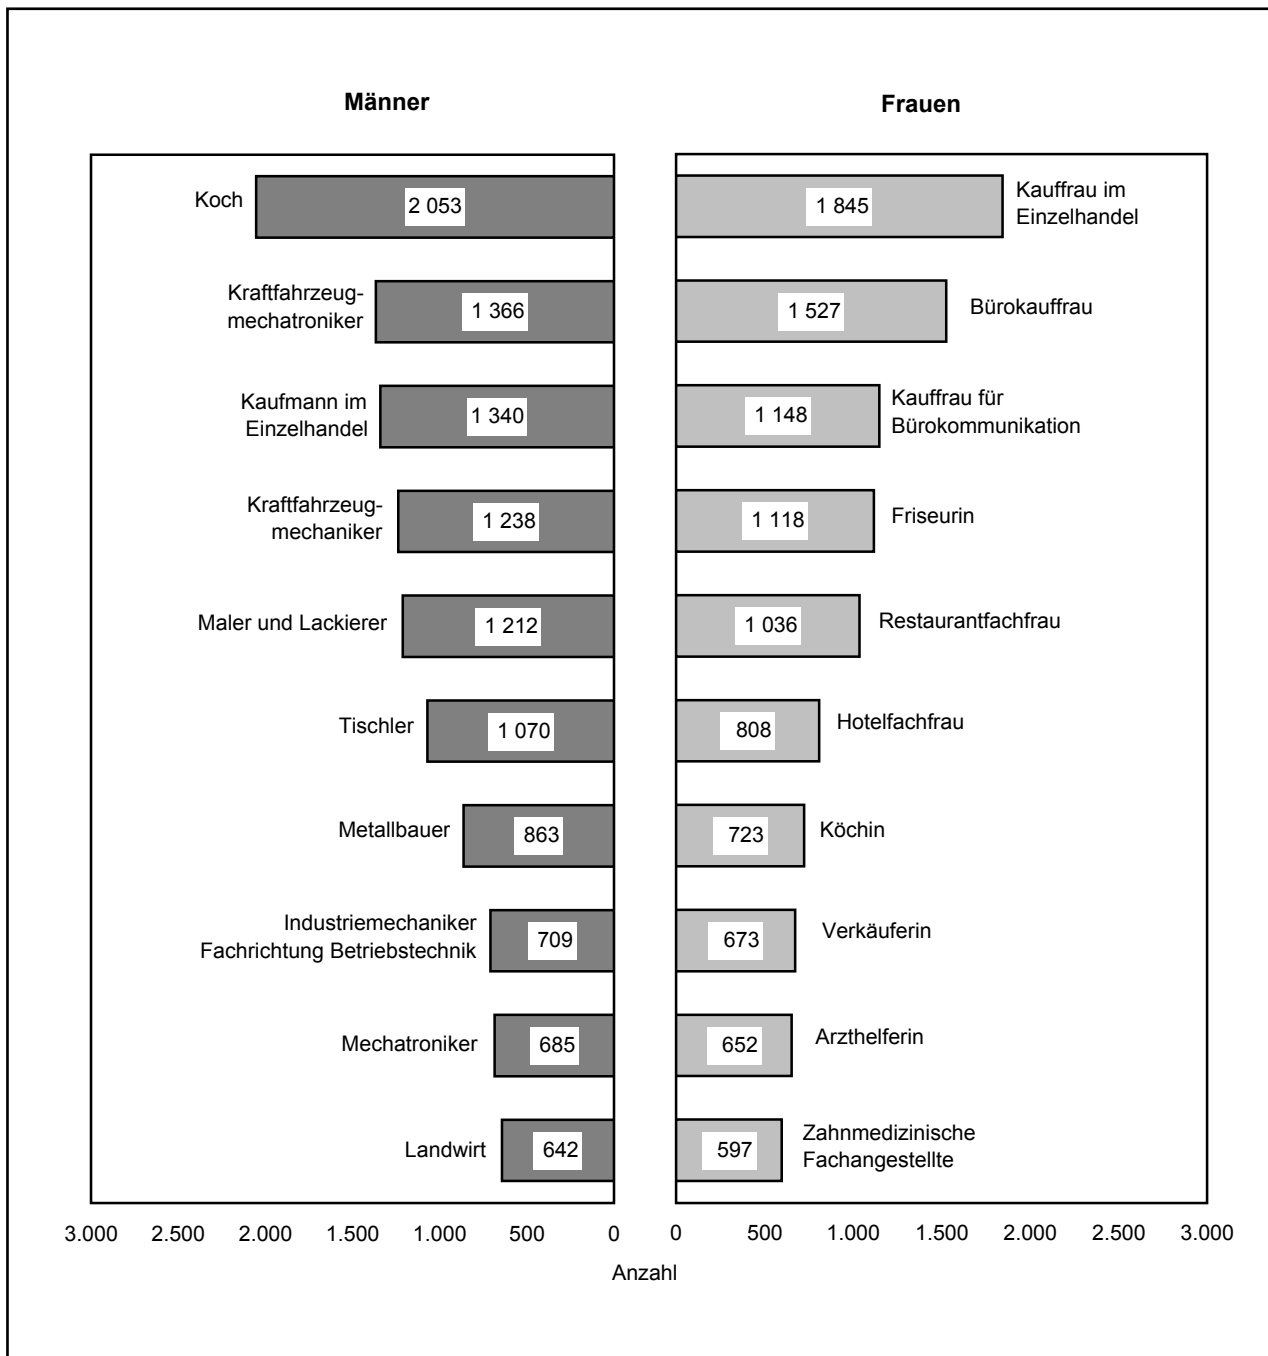 Männer
Frauen
Koch
2 053
1 845
Kauffrau im
Einzelhandel
Kraftfahrzeug-
mechatroniker
1 366
1 527
Bürokauffrau
Kaufmann im
Einzelhandel
1 340
1 148
Kauffrau für
Bürokommunikation
Kraftfahrzeug-
mechaniker
1 238
1 118
Friseurin
Maler und Lackierer
1 212
1 036
Restaurantfachfrau
Tischler
1 070
808
Hotelfachfrau
Metallbauer
863
723
Köchin
Industriemechaniker
Fachrichtung Betriebstechnik
709
673
Verkäuferin
Mechatroniker
685
652
Arzthelferin
Landwirt
642
597
Zahnmedizinische
Fachangestellte
3.000 2.500 2.000 1.500 1.000 500 0 0 500 1.000 1.500 2.000 2.500 3.000
Anzahl